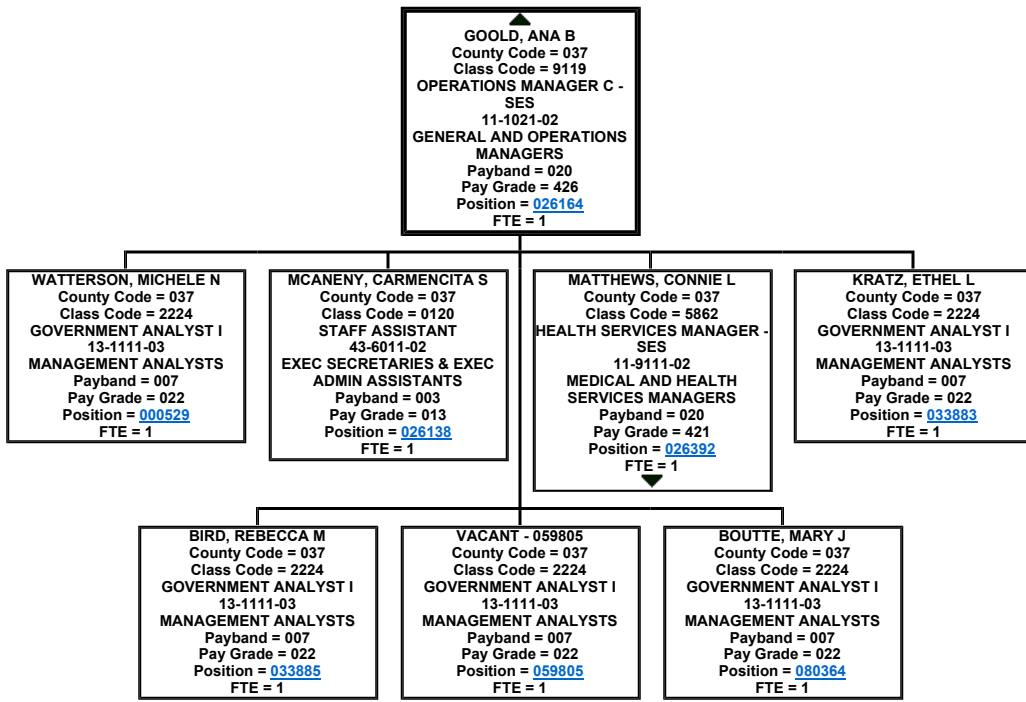 GOOLD, ANA B
County Code = 037
Class Code = 9119
OPERATIONS MANAGER C -
SES
11-1021-02
GENERAL AND OPERATIONS
MANAGERS
Payband = 020
Pay Grade = 426
Position = 026164
FTE = 1
WATTERSON, MICHELE N
County Code = 037
Class Code = 2224
GOVERNMENT ANALYST I
13-1111-03
MANAGEMENT ANALYSTS
Payband = 007
Pay Grade = 022
Position = 000529
FTE = 1
MCANENY, CARMENCITA S
County Code = 037
Class Code = 0120
STAFF ASSISTANT
43-6011-02
EXEC SECRETARIES & EXEC
ADMIN ASSISTANTS
Payband = 003
Pay Grade = 013
Position = 026138
FTE = 1
MATTHEWS, CONNIE L
County Code = 037
Class Code = 5862
HEALTH SERVICES MANAGER -
SES
11-9111-02
MEDICAL AND HEALTH
SERVICES MANAGERS
Payband = 020
Pay Grade = 421
Position = 026392
FTE = 1
KRATZ, ETHEL L
County Code = 037
Class Code = 2224
GOVERNMENT ANALYST I
13-1111-03
MANAGEMENT ANALYSTS
Payband = 007
Pay Grade = 022
Position = 033883
FTE = 1
BIRD, REBECCA M
County Code = 037
Class Code = 2224
GOVERNMENT ANALYST I
13-1111-03
MANAGEMENT ANALYSTS
Payband = 007
Pay Grade = 022
Position = 033885
FTE = 1
VACANT - 059805
County Code = 037
Class Code = 2224
GOVERNMENT ANALYST I
13-1111-03
MANAGEMENT ANALYSTS
Payband = 007
Pay Grade = 022
Position = 059805
FTE = 1
BOUTTE, MARY J
County Code = 037
Class Code = 2224
GOVERNMENT ANALYST I
13-1111-03
MANAGEMENT ANALYSTS
Payband = 007
Pay Grade = 022
Position = 080364
FTE = 1